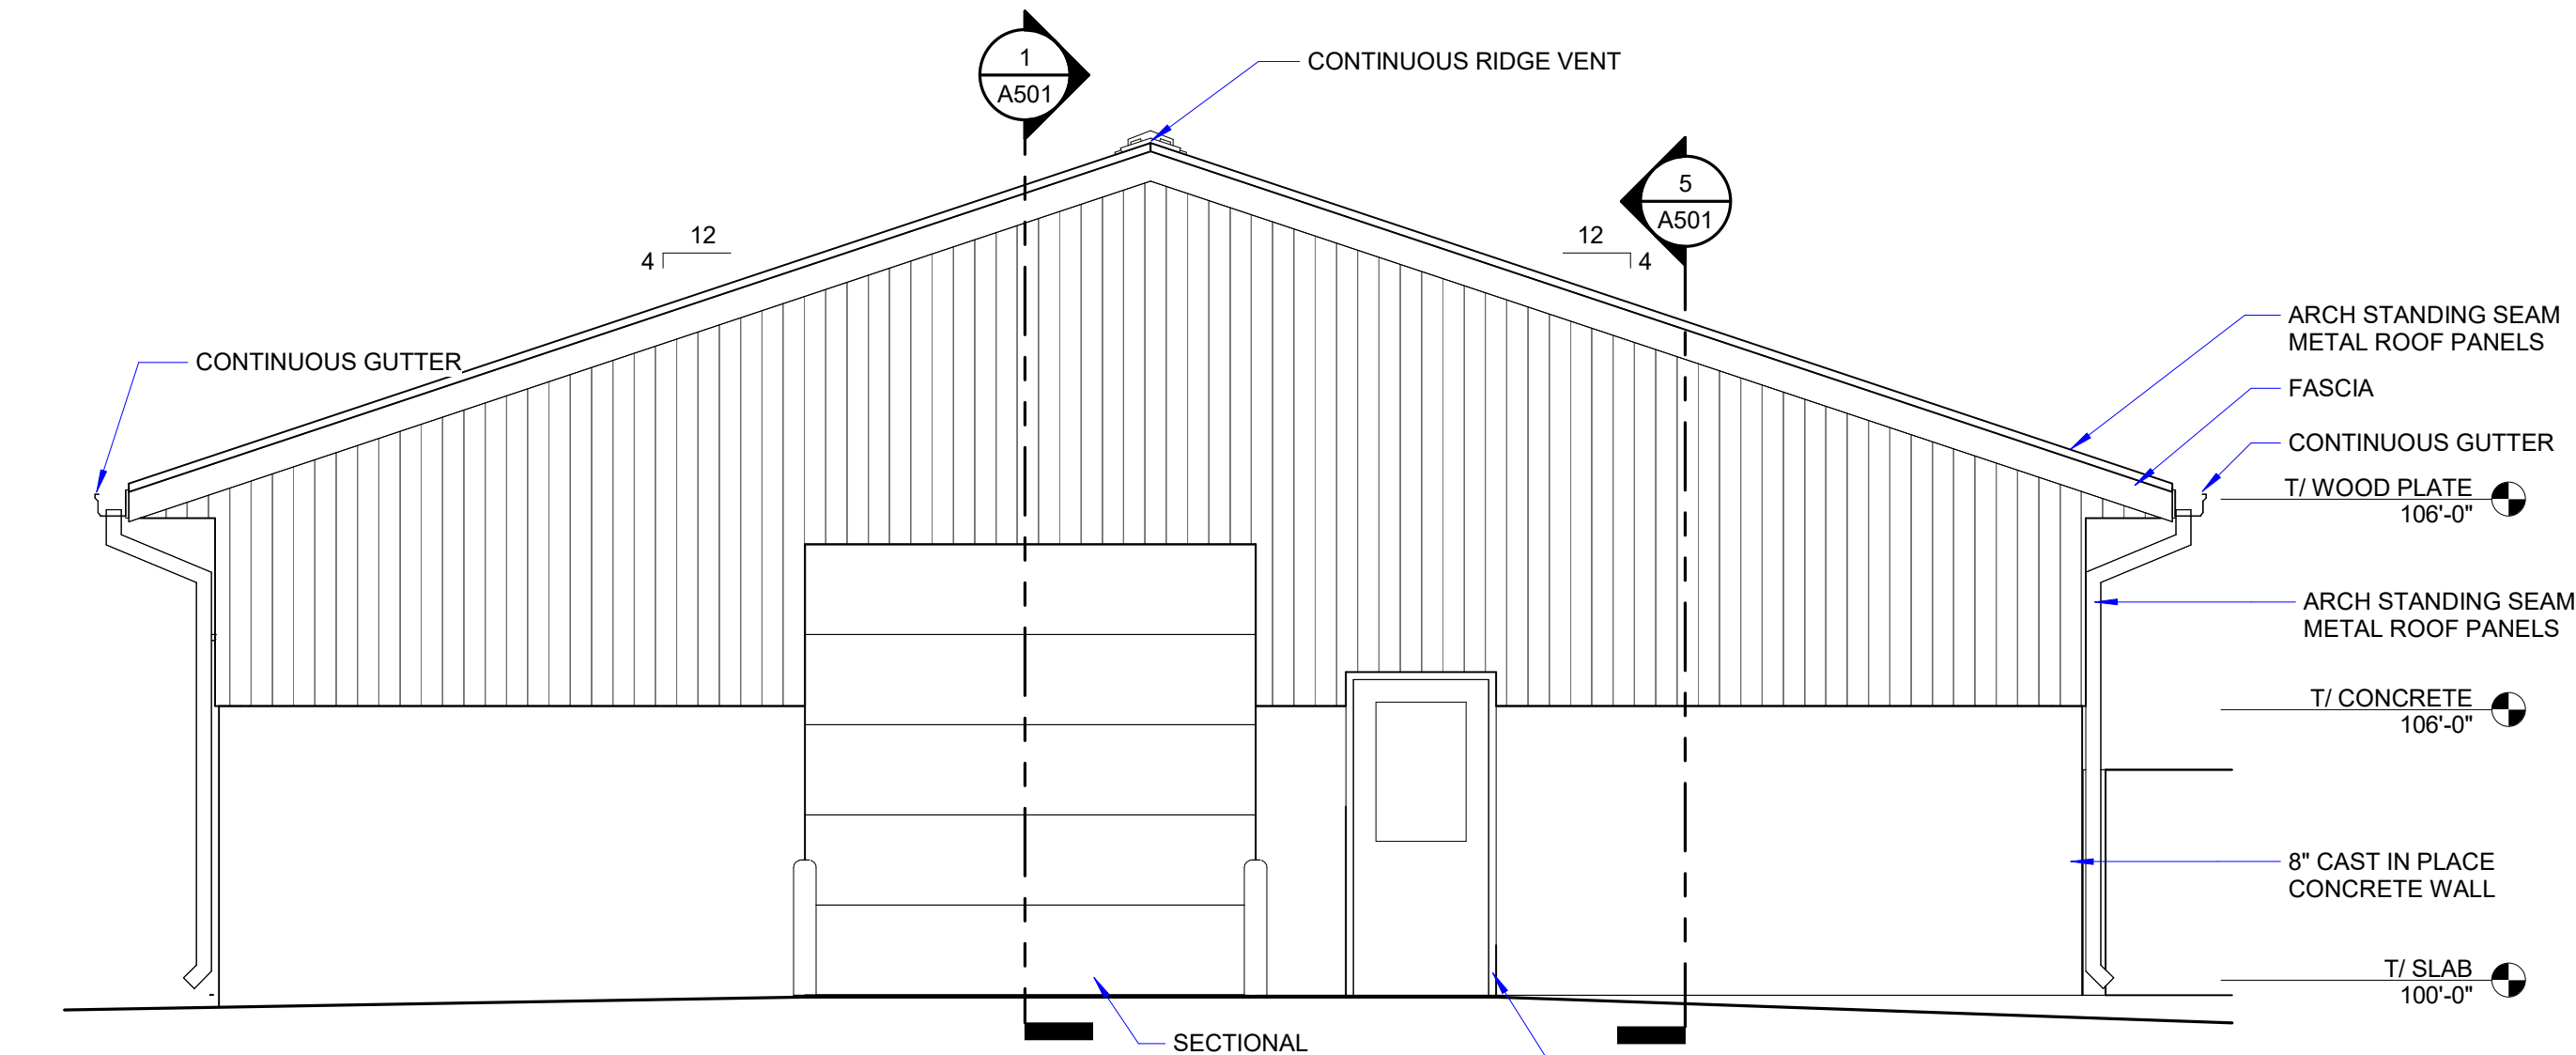 1
A501
CONTINUOUS RIDGE VENT
5
A501
12
4
12
4
ARCH STANDING SEAM
METAL ROOF PANELS
CONTINUOUS GUTTER
FASCIA
CONTINUOUS GUTTER
T/ WOOD PLATE
106'-0"
ARCH STANDING SEAM
METAL ROOF PANELS
T/ CONCRETE
106'-0"
8" CAST IN PLACE
CONCRETE WALL
T/ SLAB
100'-0"
SECTIONAL